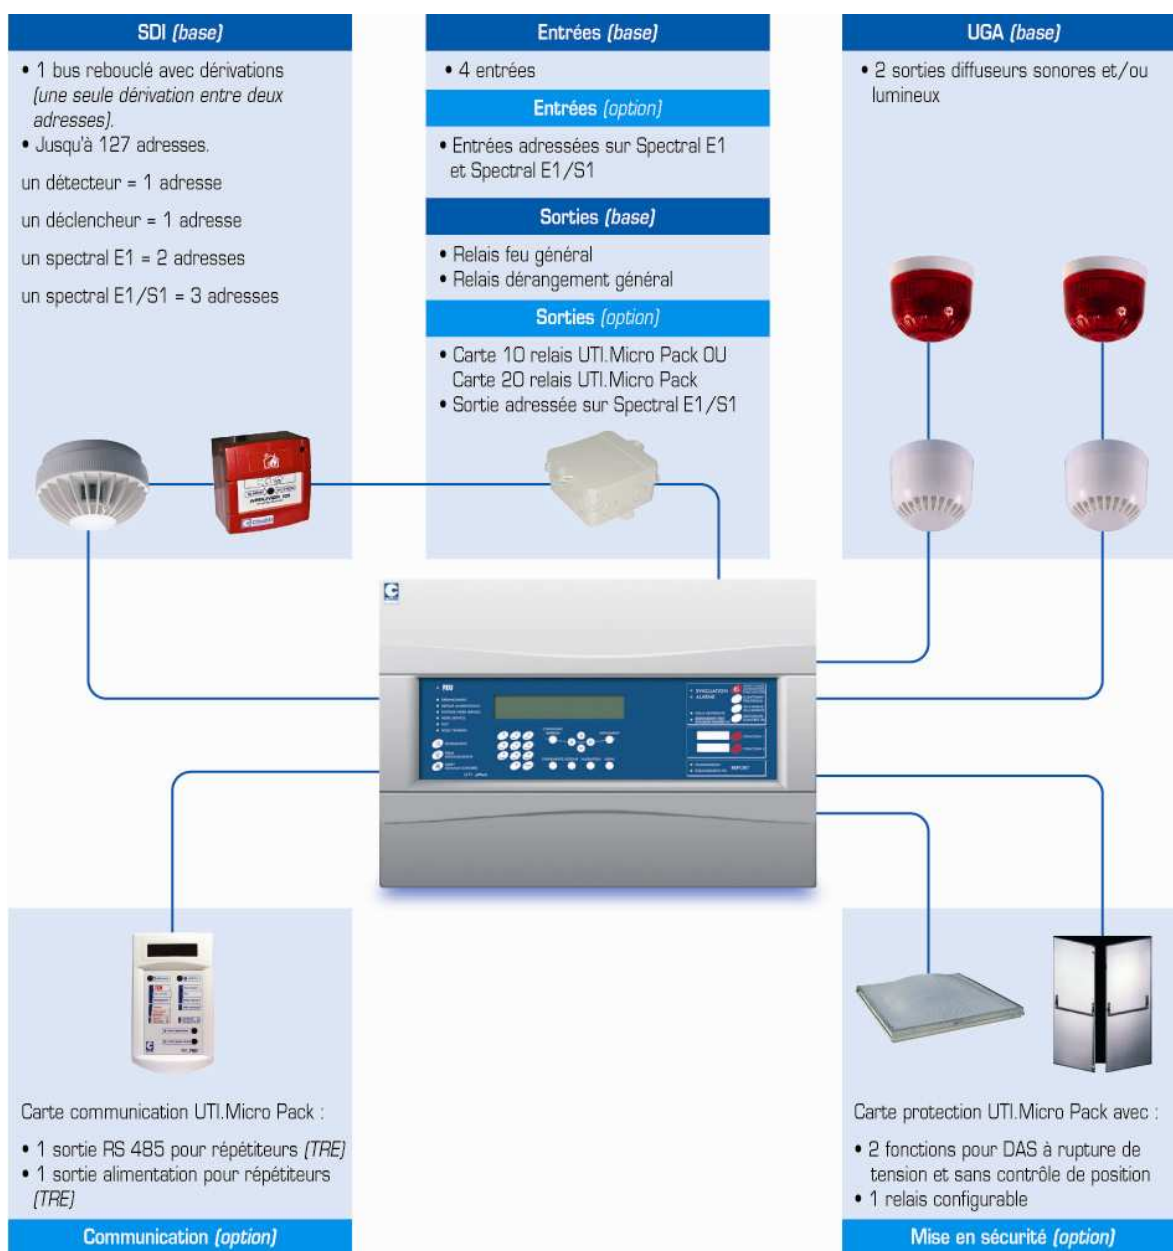 SDI (base)
• 1 bus rebouclé avec dérivations
(une seule dérivation entre deux
adresses).
• Jusqu'à 127 adresses.
un détecteur = 1 adresse
un déclencheur = 1 adresse
un spectral E1 = 2 adresses
un spectral E1/S1 = 3 adresses
Entrées (base)
• 4 entrées
Entrées (option)
• Entrées adressées sur Spectral E1
et Spectral E1/S1
Sorties (base)
• Relais feu général
• Relais dérangement général
Sorties (option)
• Carte 10 relais UTI.Micro Pack OU
Carte 20 relais UTI.Micro Pack
• Sortie adressée sur Spectral E1/S1
UGA (base)
• 2 sorties diffuseurs sonores et/ou
lumineux
FEU
EVACUATION
ALARME
Carte communication UTI.Micro Pack :
• 1 sortie RS 485 pour répétiteurs (TRE)
• 1 sortie alimentation pour répétiteurs
(TRE)
Communication (option)
Carte protection UTI.Micro Pack avec :
• 2 fonctions pour DAS à rupture de
tension et sans contrôle de position
• 1 relais configurable
Mise en sécurité (option)